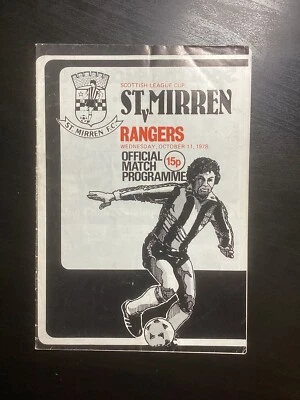 SCOTTISH LEAGUE CUP
ST. MIRREN
v
RANGERS
WEDNESDAY, OCTOBER 11, 1978
OFFICIAL
MATCH
PROGRAMME
15p
ST. MIRREN F.C.